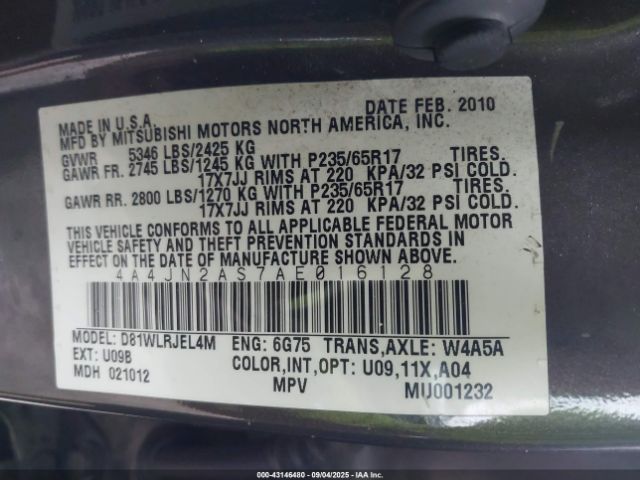 MADE IN U.S.A. DATE FEB. 2010
MFD BY MITSUBISHI MOTORS NORTH AMERICA, INC.
GVWR 5346 LBS/2425 KG
GAWR FR. 2745 LBS/1245 KG WITH P235/65R17 TIRES.
17X7JJ RIMS AT 220 KPA/32 PSI COLD.
GAWR RR. 2800 LBS/1270 KG WITH P235/65R17 TIRES.
17X7JJ RIMS AT 220 KPA/32 PSI COLD.
THIS VEHICLE CONFORMS TO ALL APPLICABLE FEDERAL MOTOR
VEHICLE SAFETY AND THEFT PREVENTION STANDARDS IN
EFFECT ON THE DATE OF MANUFACTURE SHOWN ABOVE.
4A4JN2AS7AE016128
MODEL: D81WLRJEL4M ENG: 6G75 TRANS,AXLE: W4A5A
EXT: U09B COLOR,INT,OPT: U09,11X,A04
MDH 021012 MPV MU001232
000-43146480 - 09/04/2025 - IAA Inc.